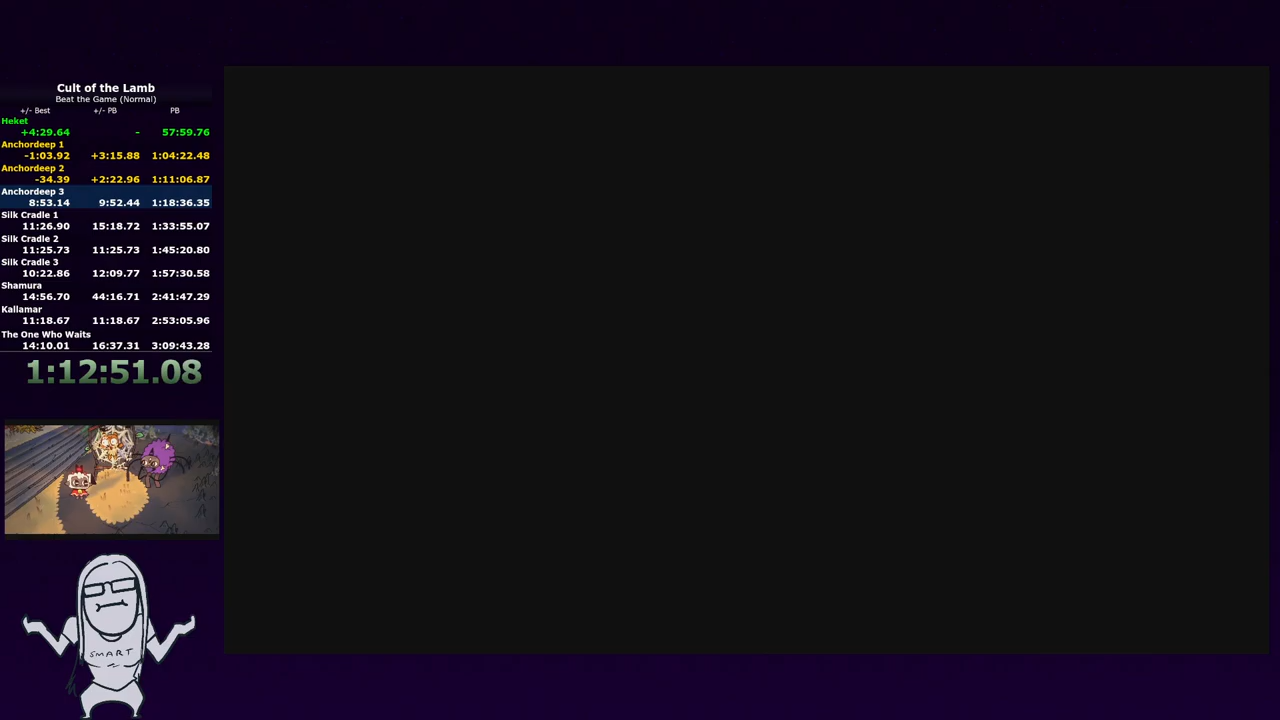 Cult of the Lamb
Beat the Game (Normal)
+/- Best +/- PB PB
Heket
+4:29.64 - 57:59.76
Anchordeep 1
-1:03.92 +3:15.88 1:04:22.48
Anchordeep 2
-34.39 +2:22.96 1:11:06.87
Anchordeep 3
8:53.14 9:52.44 1:18:36.35
Silk Cradle 1
11:26.90 15:18.72 1:33:55.07
Silk Cradle 2
11:25.73 11:25.73 1:45:20.80
Silk Cradle 3
10:22.86 12:09.77 1:57:30.58
Shamura
14:56.70 44:16.71 2:41:47.29
Kallamar
11:18.67 11:18.67 2:53:05.96
The One Who Waits
14:10.01 16:37.31 3:09:43.28
1:12:51.08
SMART